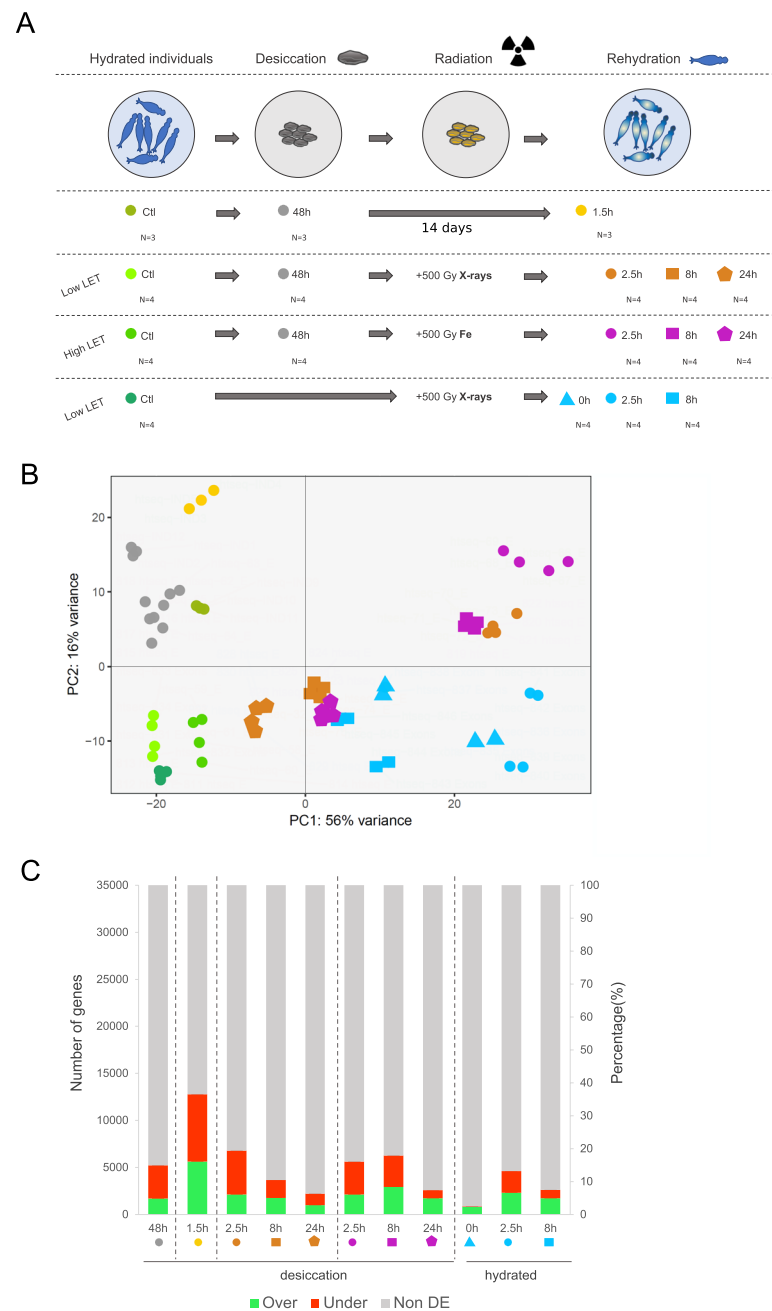 A
Hydrated individuals Desiccation Radiation Rehydration
Ctl 48h 14 days 1.5h
N=3 N=3 N=3
Low LET Ctl 48h +500 Gy X-rays 2.5h 8h 24h
N=4 N=4 N=4 N=4 N=4
High LET Ctl 48h +500 Gy Fe 2.5h 8h 24h
N=4 N=4 N=4 N=4 N=4
Low LET Ctl +500 Gy X-rays 0h 2.5h 8h
N=4 N=4 N=4 N=4
B
PC2: 16% variance
20
10
0
−10
−20 0 20
PC1: 56% variance
C
Number of genes
35000
30000
25000
20000
15000
10000
5000
0
Percentage(%)
100
90
80
70
60
50
40
30
20
10
0
48h 1.5h 2.5h 8h 24h 2.5h 8h 24h 0h 2.5h 8h
desiccation hydrated
Over Under Non DE